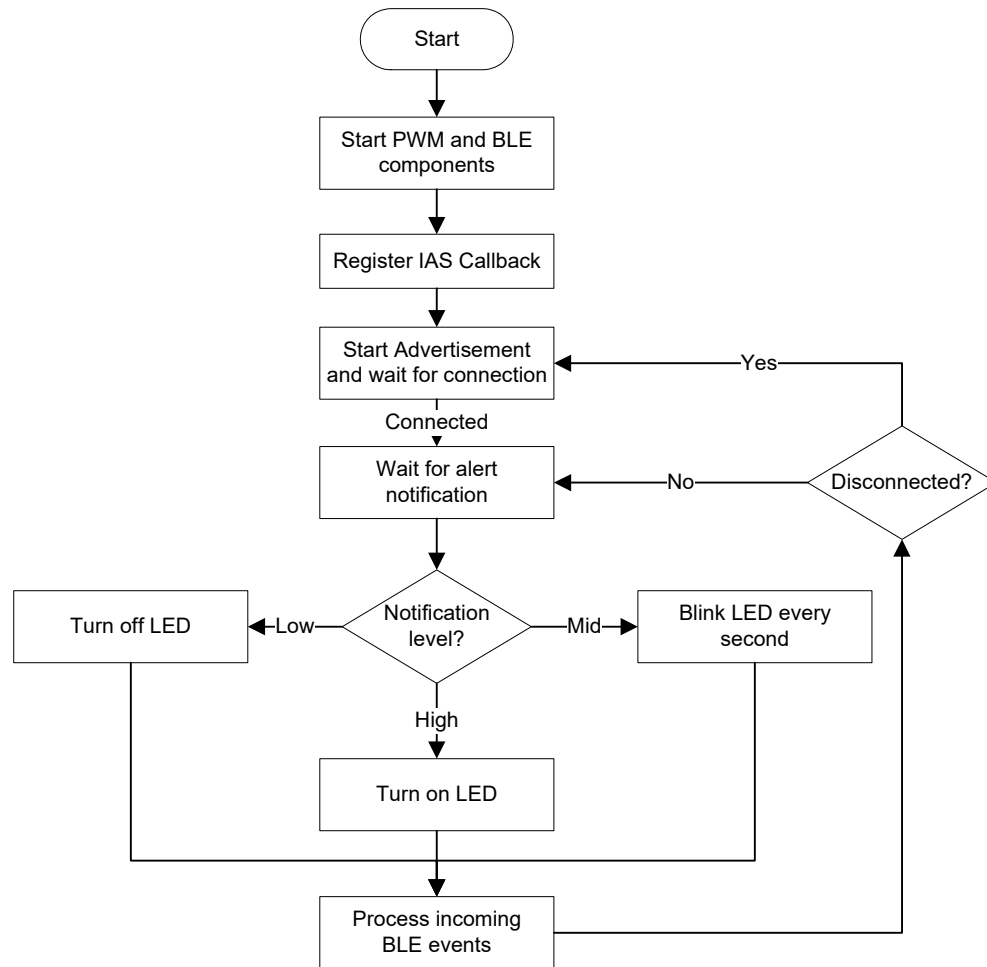 Start
Start PWM and BLE
components
Register IAS Callback
Start Advertisement
and wait for connection
Yes
Connected
Wait for alert
notification
No
Disconnected?
Turn off LED
Low
Notification
level?
Mid
Blink LED every
second
High
Turn on LED
Process incoming
BLE events